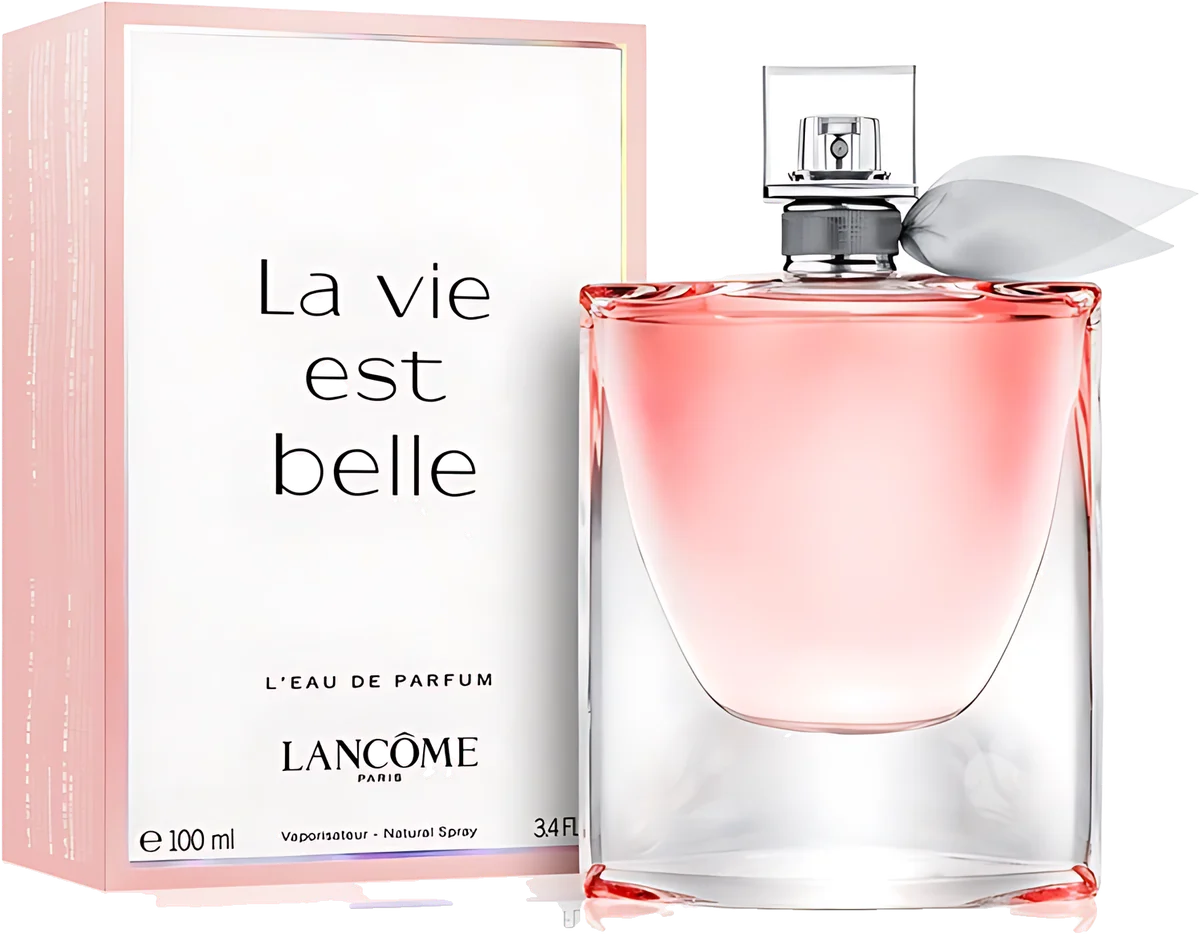 La vie
est
belle
L'EAU DE PARFUM
LANCÔME
PARIS
e 100 ml
Vaporisateur - Natural Spray
3.4 FL